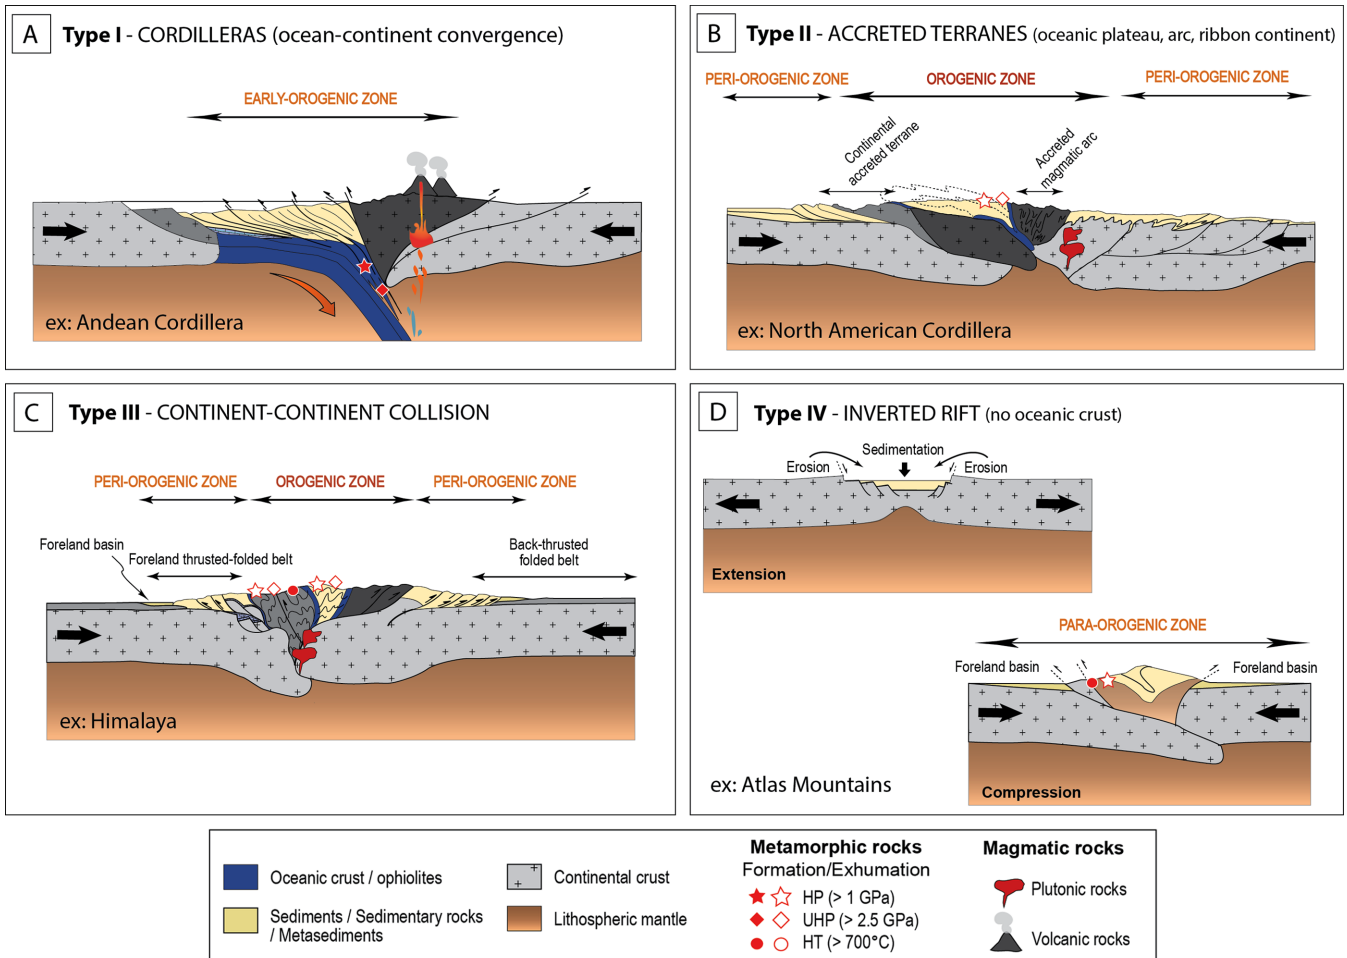 A Type I - CORDILLERAS (ocean-continent convergence)
EARLY-OROGENIC ZONE
ex: Andean Cordillera
B Type II - ACCRETED TERRANES (oceanic plateau, arc, ribbon continent)
PERI-OROGENIC ZONE OROGENIC ZONE PERI-OROGENIC ZONE
Continental
accreted terrane
Accreted
magmatic arc
ex: North American Cordillera
C Type III - CONTINENT-CONTINENT COLLISION
PERI-OROGENIC ZONE OROGENIC ZONE PERI-OROGENIC ZONE
Foreland basin
Foreland thrusted-folded belt
Back-thrusted
folded belt
ex: Himalaya
D Type IV - INVERTED RIFT (no oceanic crust)
Sedimentation
Erosion Erosion
Extension
PARA-OROGENIC ZONE
Foreland basin Foreland basin
ex: Atlas Mountains
Compression
Oceanic crust / ophiolites
Sediments / Sedimentary rocks
/ Metasediments
Continental crust
Lithospheric mantle
Metamorphic rocks
Formation/Exhumation
HP (> 1 GPa)
UHP (> 2.5 GPa)
HT (> 700°C)
Magmatic rocks
Plutonic rocks
Volcanic rocks